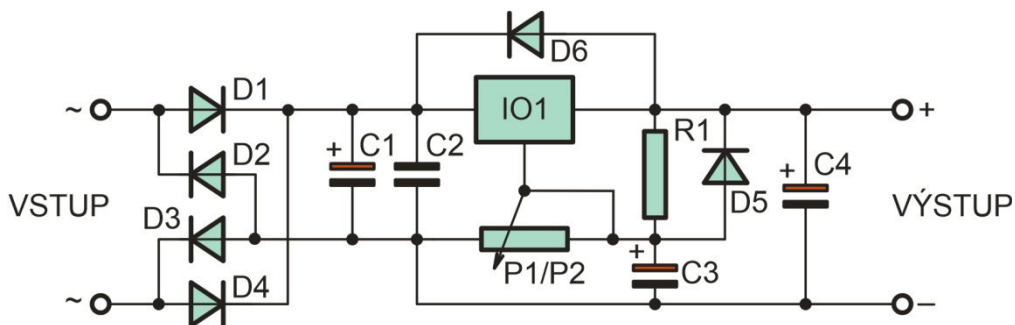 D6
~
D1
IO1
+
R1
+
C1
C2
D2
+
C4
VSTUP
D3
D5
VÝSTUP
+
P1/P2
C3
~
D4
–